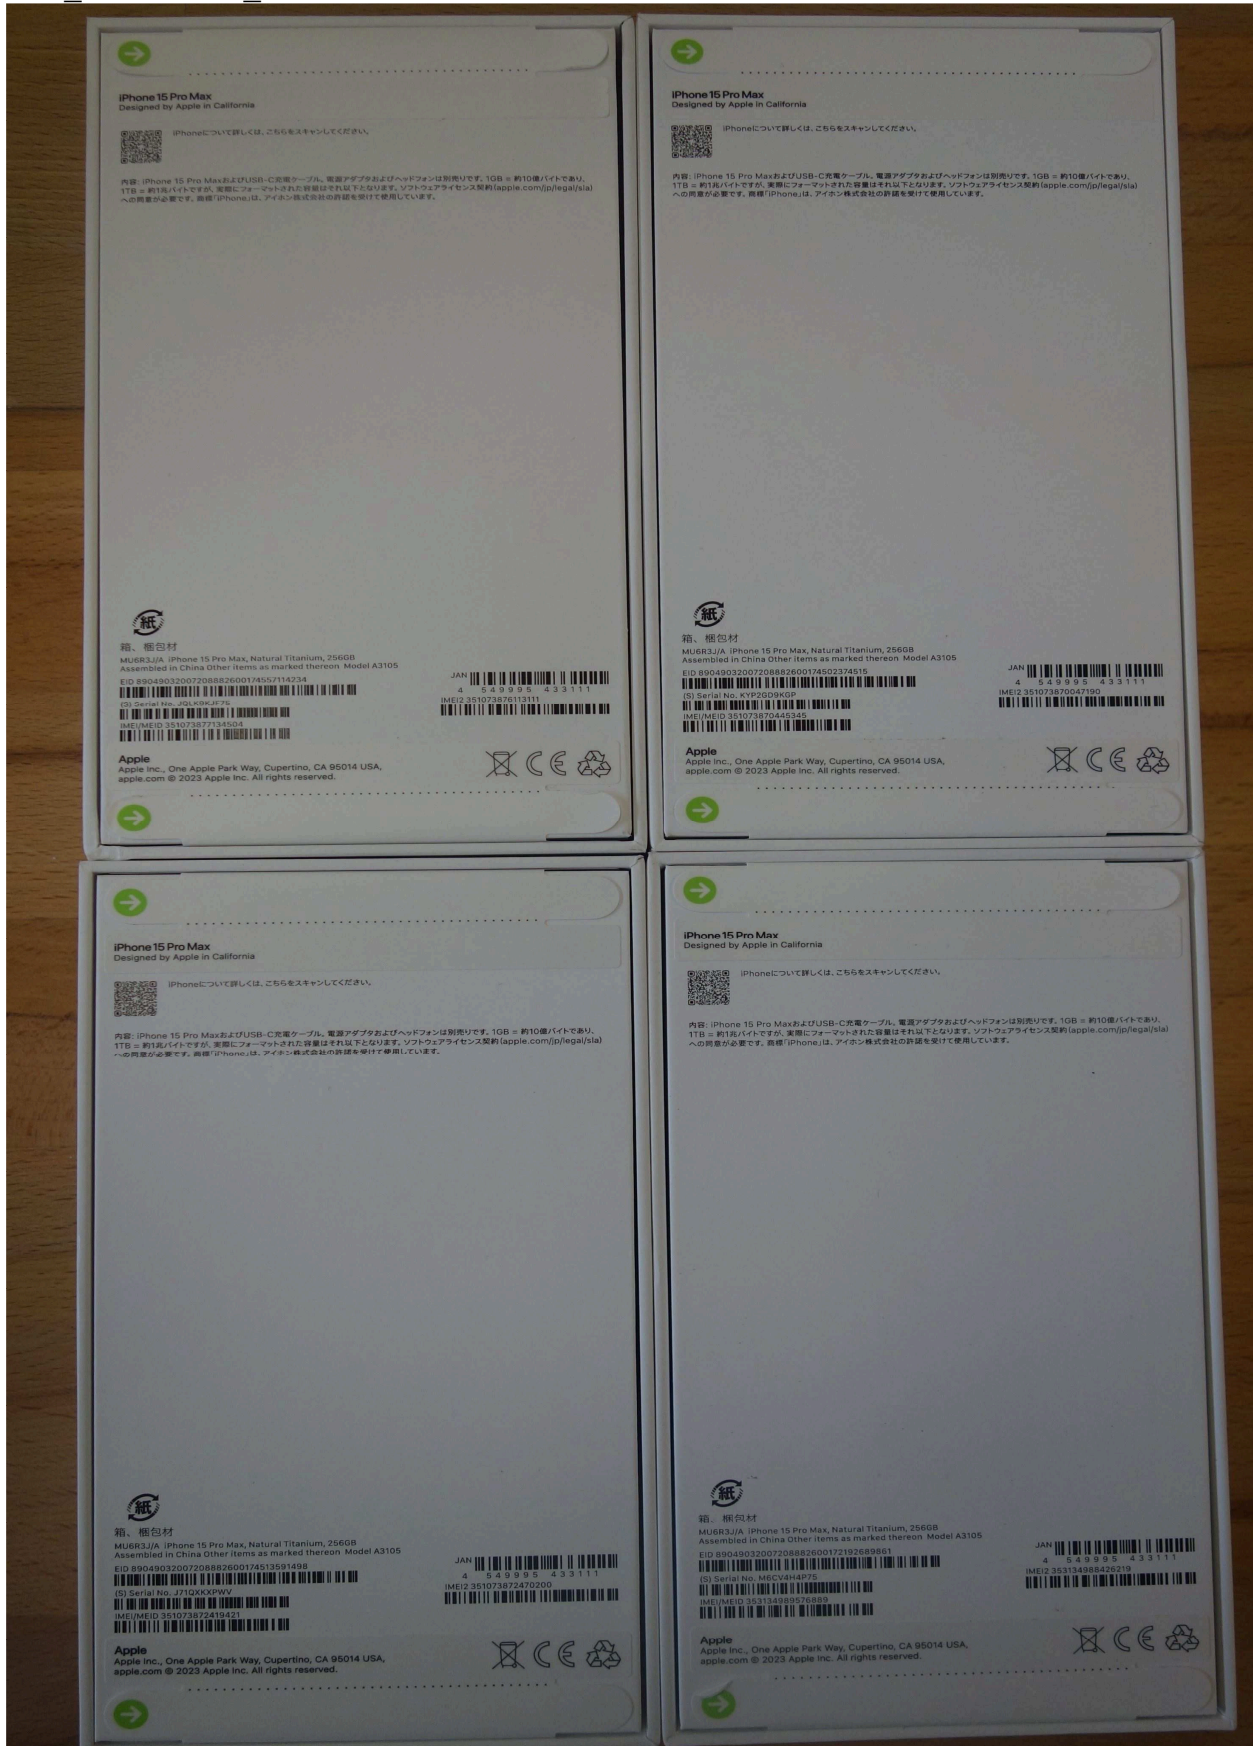 iPhone 15 Pro Max
Designed by Apple in California
iPhoneについて詳しくは、こちらをスキャンしてください。
内容: iPhone 15 Pro MaxおよびUSB-C充電ケーブル。電源アダプタおよびヘッドフォンは別売りです。1GB = 約10億バイトであり、
1TB = 約1兆バイトですが、実際にフォーマットされた容量はそれ以下となります。ソフトウェアライセンス契約(apple.com/jp/legal/sla)
への同意が必要です。商標「iPhone」は、アイホン株式会社の許諾を受けて使用しています。
紙
箱、梱包材
MU6R3J/A iPhone 15 Pro Max, Natural Titanium, 256GB
Assembled in China Other items as marked thereon Model A3105
EID 89049032007208882600174557114234
(S) Serial No. JQLK9KJF75
IMEI/MEID 351073877134504
JAN
4 549995 433111
IMEI2 351073876113111
Apple
Apple Inc., One Apple Park Way, Cupertino, CA 95014 USA,
apple.com © 2023 Apple Inc. All rights reserved.
iPhone 15 Pro Max
Designed by Apple in California
iPhoneについて詳しくは、こちらをスキャンしてください。
内容: iPhone 15 Pro MaxおよびUSB-C充電ケーブル。電源アダプタおよびヘッドフォンは別売りです。1GB = 約10億バイトであり、
1TB = 約1兆バイトですが、実際にフォーマットされた容量はそれ以下となります。ソフトウェアライセンス契約(apple.com/jp/legal/sla)
への同意が必要です。商標「iPhone」は、アイホン株式会社の許諾を受けて使用しています。
紙
箱、梱包材
MU6R3J/A iPhone 15 Pro Max, Natural Titanium, 256GB
Assembled in China Other items as marked thereon Model A3105
EID 89049032007208882600174502374515
(S) Serial No. KYP2GD9KGP
IMEI/MEID 351073870445345
JAN
4 549995 433111
IMEI2 351073870047190
Apple
Apple Inc., One Apple Park Way, Cupertino, CA 95014 USA,
apple.com © 2023 Apple Inc. All rights reserved.
iPhone 15 Pro Max
Designed by Apple in California
iPhoneについて詳しくは、こちらをスキャンしてください。
内容: iPhone 15 Pro MaxおよびUSB-C充電ケーブル。電源アダプタおよびヘッドフォンは別売りです。1GB = 約10億バイトであり、
1TB = 約1兆バイトですが、実際にフォーマットされた容量はそれ以下となります。ソフトウェアライセンス契約(apple.com/jp/legal/sla)
への同意が必要です。商標「iPhone」は、アイホン株式会社の許諾を受けて使用しています。
紙
箱、梱包材
MU6R3J/A iPhone 15 Pro Max, Natural Titanium, 256GB
Assembled in China Other items as marked thereon Model A3105
EID 89049032007208882600174513591498
(S) Serial No. J71QXKXPWV
IMEI/MEID 351073872419421
JAN
4 549995 433111
IMEI2 351073872470200
Apple
Apple Inc., One Apple Park Way, Cupertino, CA 95014 USA,
apple.com © 2023 Apple Inc. All rights reserved.
iPhone 15 Pro Max
Designed by Apple in California
iPhoneについて詳しくは、こちらをスキャンしてください。
内容: iPhone 15 Pro MaxおよびUSB-C充電ケーブル。電源アダプタおよびヘッドフォンは別売りです。1GB = 約10億バイトであり、
1TB = 約1兆バイトですが、実際にフォーマットされた容量はそれ以下となります。ソフトウェアライセンス契約(apple.com/jp/legal/sla)
への同意が必要です。商標「iPhone」は、アイホン株式会社の許諾を受けて使用しています。
紙
箱、梱包材
MU6R3J/A iPhone 15 Pro Max, Natural Titanium, 256GB
Assembled in China Other items as marked thereon Model A3105
EID 89049032007208882600172192689861
(S) Serial No. M6CV4H4P75
IMEI/MEID 353134989576889
JAN
4 549995 433111
IMEI2 353134988426219
Apple
Apple Inc., One Apple Park Way, Cupertino, CA 95014 USA,
apple.com © 2023 Apple Inc. All rights reserved.